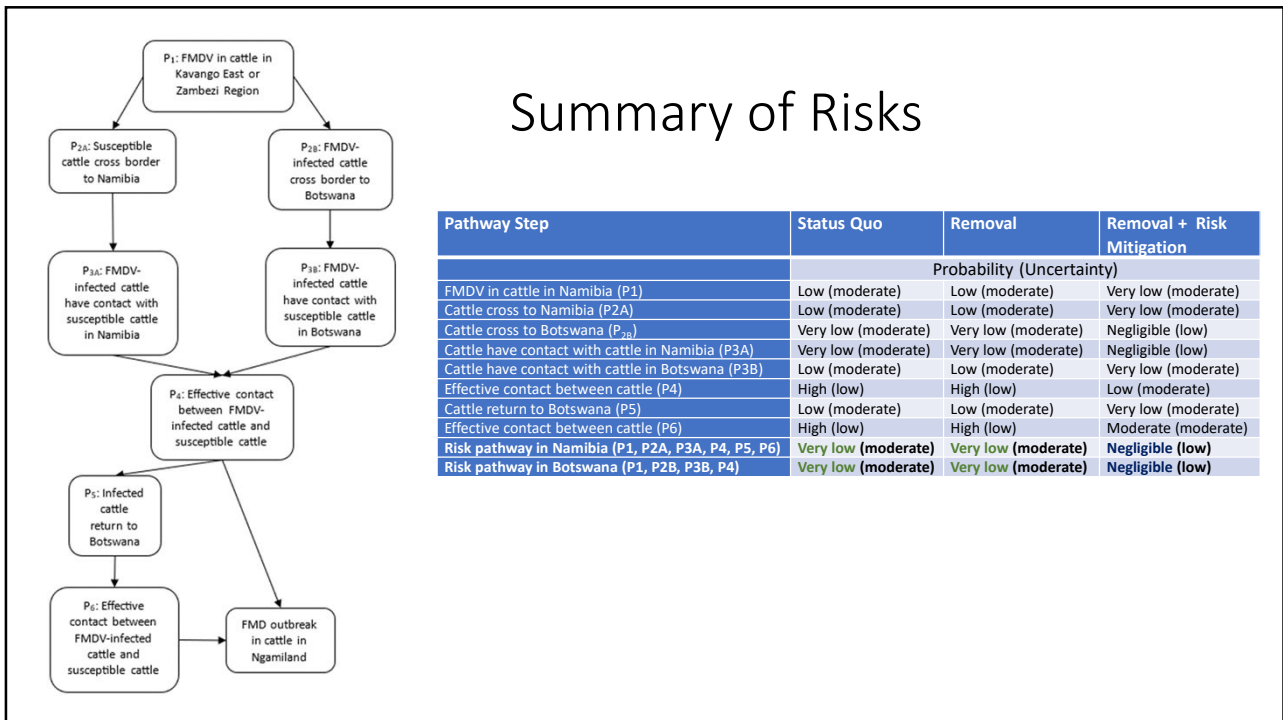 P₁: FMDV in cattle in
Kavango East or
Zambezi Region
P₂ₐ: Susceptible
cattle cross border
to Namibia
P₂B: FMDV-
infected cattle
cross border to
Botswana
P₃ₐ: FMDV-
infected cattle
have contact with
susceptible cattle
in Namibia
P₃B: FMDV-
infected cattle
have contact with
susceptible cattle
in Botswana
P₄: Effective contact
between FMDV-
infected cattle and
susceptible cattle
P₅: Infected
cattle
return to
Botswana
P₆: Effective
contact between
FMDV-infected
cattle and
susceptible cattle
FMD outbreak
in cattle in
Ngamiland
Summary of Risks
Pathway Step Status Quo Removal Removal + Risk
Mitigation
Probability (Uncertainty)
FMDV in cattle in Namibia (P1) Low (moderate) Low (moderate) Very low (moderate)
Cattle cross to Namibia (P2A) Low (moderate) Low (moderate) Very low (moderate)
Cattle cross to Botswana (P₂B) Very low (moderate) Very low (moderate) Negligible (low)
Cattle have contact with cattle in Namibia (P3A) Very low (moderate) Very low (moderate) Negligible (low)
Cattle have contact with cattle in Botswana (P3B) Low (moderate) Low (moderate) Very low (moderate)
Effective contact between cattle (P4) High (low) High (low) Low (moderate)
Cattle return to Botswana (P5) Low (moderate) Low (moderate) Very low (moderate)
Effective contact between cattle (P6) High (low) High (low) Moderate (moderate)
Risk pathway in Namibia (P1, P2A, P3A, P4, P5, P6) Very low (moderate) Very low (moderate) Negligible (low)
Risk pathway in Botswana (P1, P2B, P3B, P4) Very low (moderate) Very low (moderate) Negligible (low)